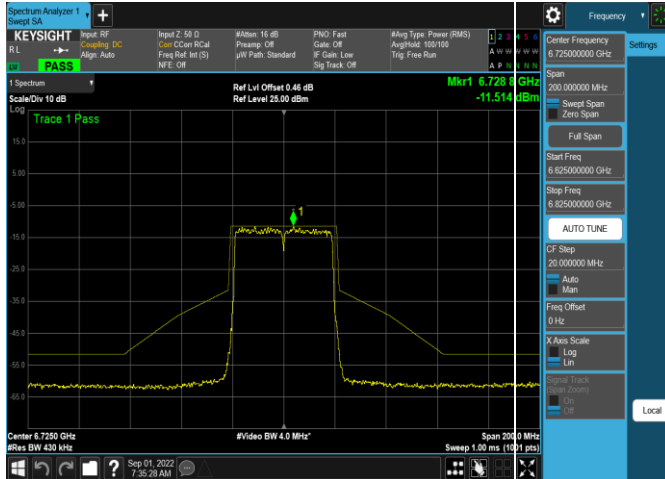 Spectrum Analyzer 1
Swept SA
+
Frequency
KEYSIGHT
R L
PASS
Input: RF
Coupling: DC
Align: Auto
Input Z: 50 Ω
Corr CCorr RCal
Freq Ref: Int (S)
NFE: Off
#Atten: 16 dB
Preamp: Off
µW Path: Standard
PNO: Fast
Gate: Off
IF Gain: Low
Sig Track: Off
#Avg Type: Power (RMS)
Avg|Hold: 100/100
Trig: Free Run
1 2 3 4 5 6
A W W W W W
A P N N N N
1 Spectrum
Scale/Div 10 dB
Ref Lvl Offset 0.46 dB
Ref Level 25.00 dBm
Mkr1 6.728 8 GHz
-11.514 dBm
Log
Trace 1 Pass
15.0
5.00
-5.00
-15.0
-25.0
-35.0
-45.0
-55.0
-65.0
1
Center 6.7250 GHz
#Res BW 430 kHz
#Video BW 4.0 MHz*
Span 200.0 MHz
Sweep 1.00 ms (1001 pts)
Sep 01, 2022
7:35:28 AM
?
Center Frequency
6.725000000 GHz
Settings
Span
200.000000 MHz
Swept Span
Zero Span
Full Span
Start Freq
6.625000000 GHz
Stop Freq
6.825000000 GHz
AUTO TUNE
CF Step
20.000000 MHz
Auto
Man
Freq Offset
0 Hz
X Axis Scale
Log
Lin
Signal Track
(Span Zoom)
On
Off
Local